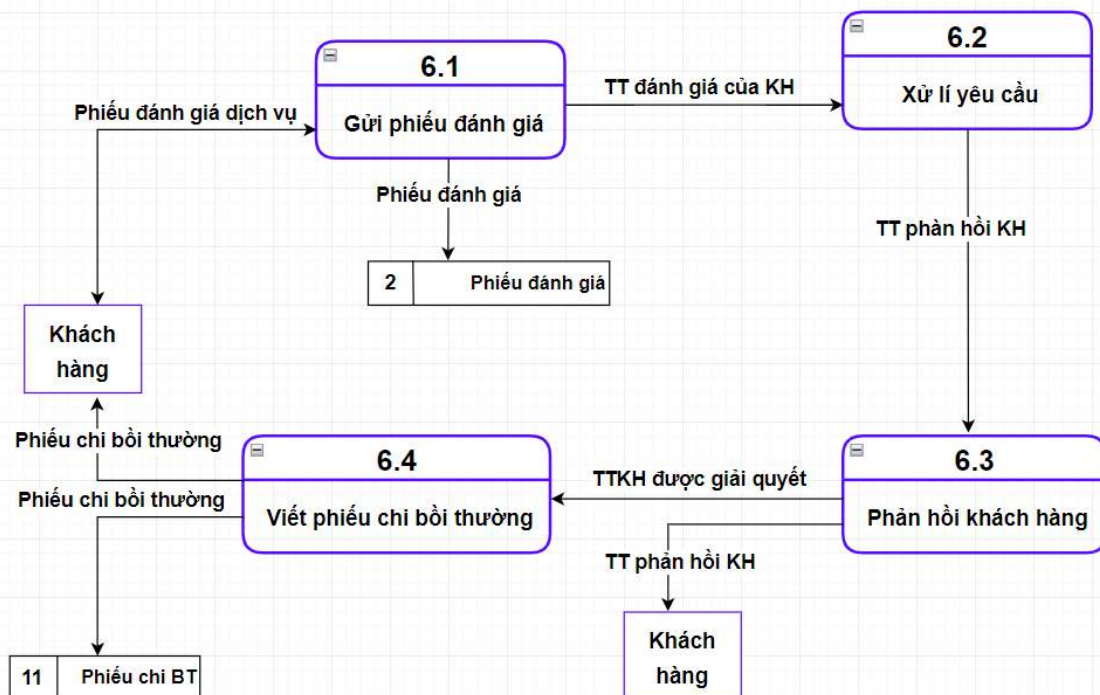 6.1
Gửi phiếu đánh giá
TT đánh giá của KH
6.2
Xử lí yêu cầu
Phiếu đánh giá dịch vụ
Phiếu đánh giá
2
Phiếu đánh giá
TT phản hồi KH
Khách
hàng
Phiếu chi bồi thường
Phiếu chi bồi thường
6.4
Viết phiếu chi bồi thường
TTKH được giải quyết
6.3
Phản hồi khách hàng
TT phản hồi KH
Khách
hàng
11
Phiếu chi BT